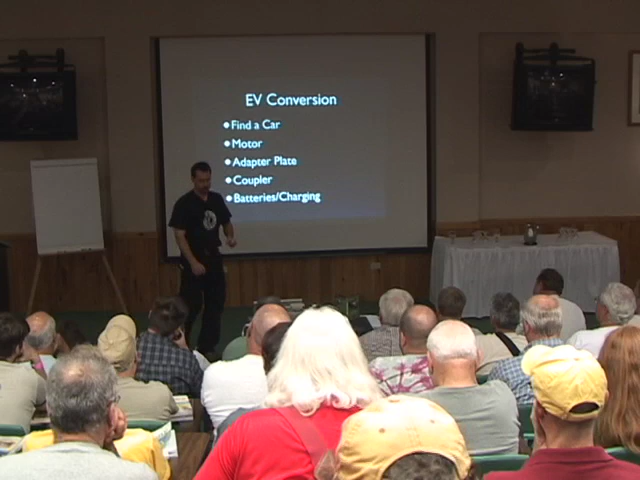 EV Conversion
• Find a Car
• Motor
• Adapter Plate
• Coupler
• Batteries/Charging